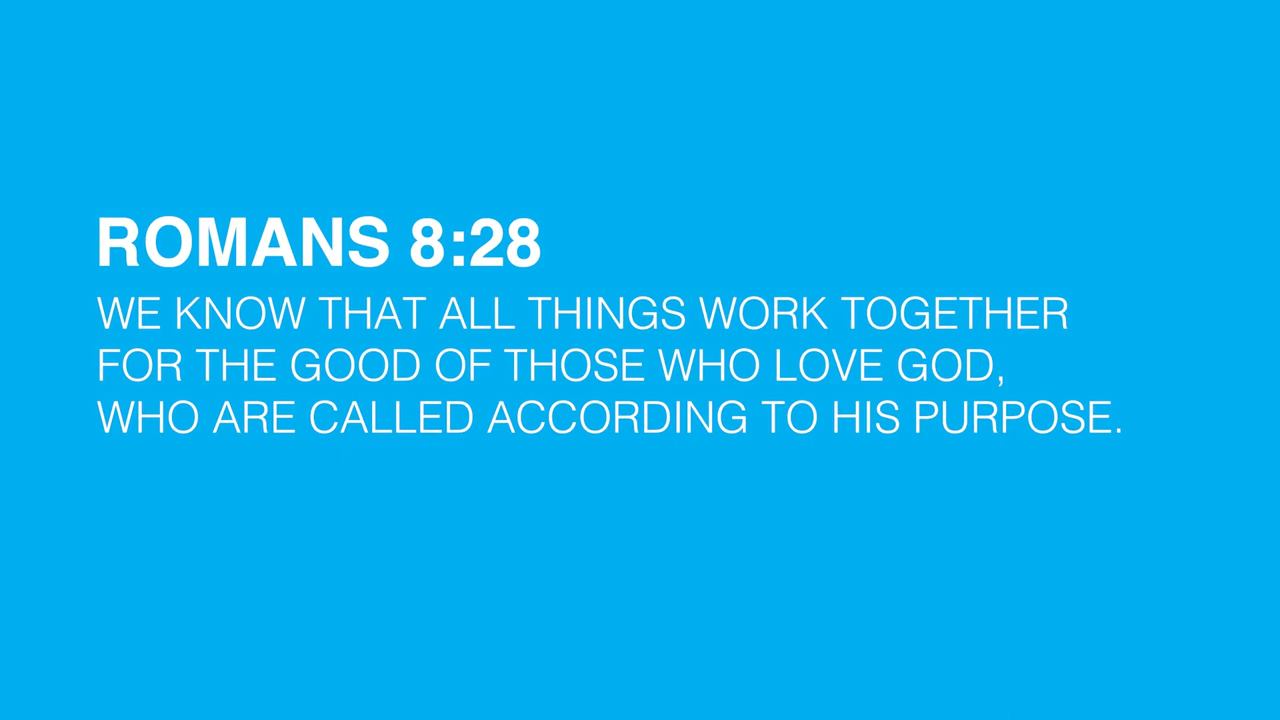 ROMANS 8:28
WE KNOW THAT ALL THINGS WORK TOGETHER
FOR THE GOOD OF THOSE WHO LOVE GOD,
WHO ARE CALLED ACCORDING TO HIS PURPOSE.